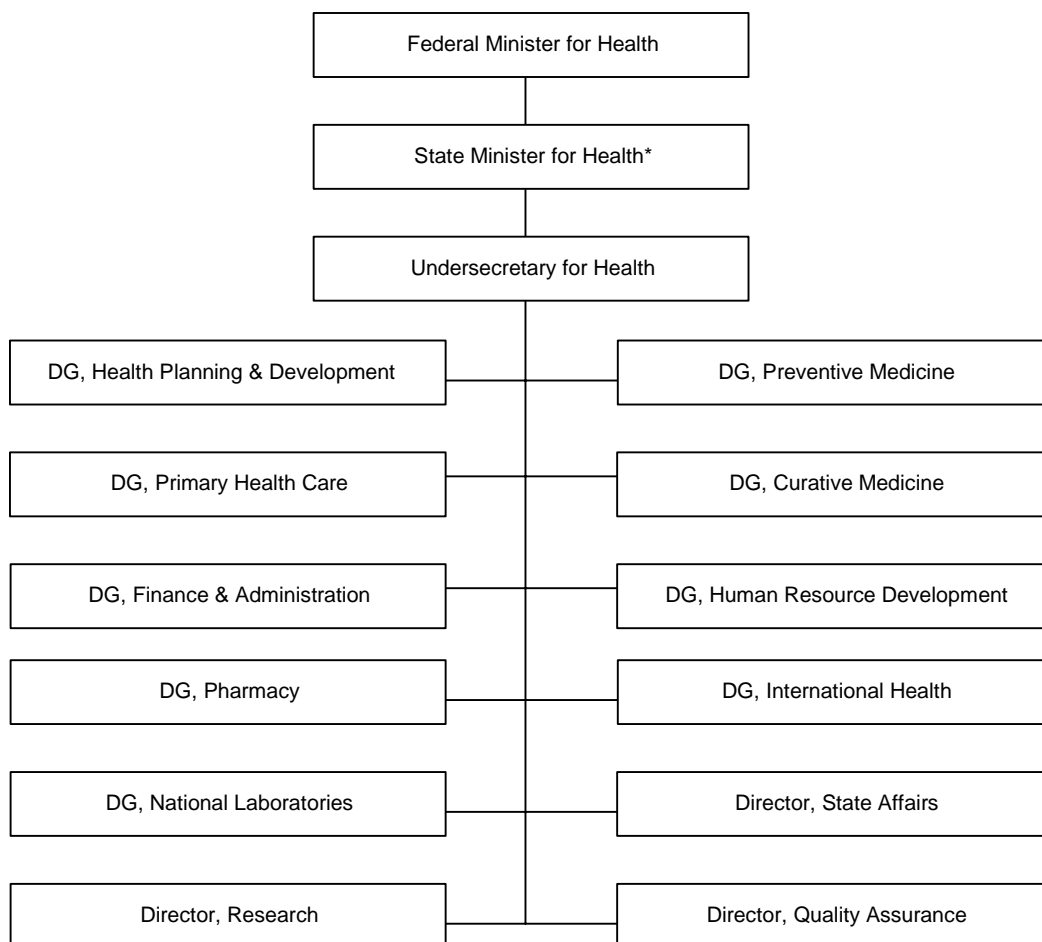 Federal Minister for Health
State Minister for Health*
Undersecretary for Health
DG, Health Planning & Development
DG, Preventive Medicine
DG, Primary Health Care
DG, Curative Medicine
DG, Finance & Administration
DG, Human Resource Development
DG, Pharmacy
DG, International Health
DG, National Laboratories
Director, State Affairs
Director, Research
Director, Quality Assurance